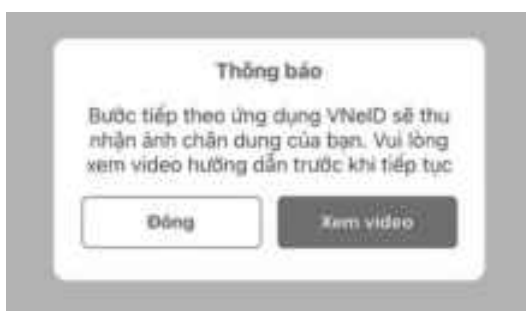 Thông báo
Bước tiếp theo ứng dụng VNeID sẽ thu
nhận ảnh chân dung của bạn. Vui lòng
xem video hướng dẫn trước khi tiếp tục
Đóng
Xem video